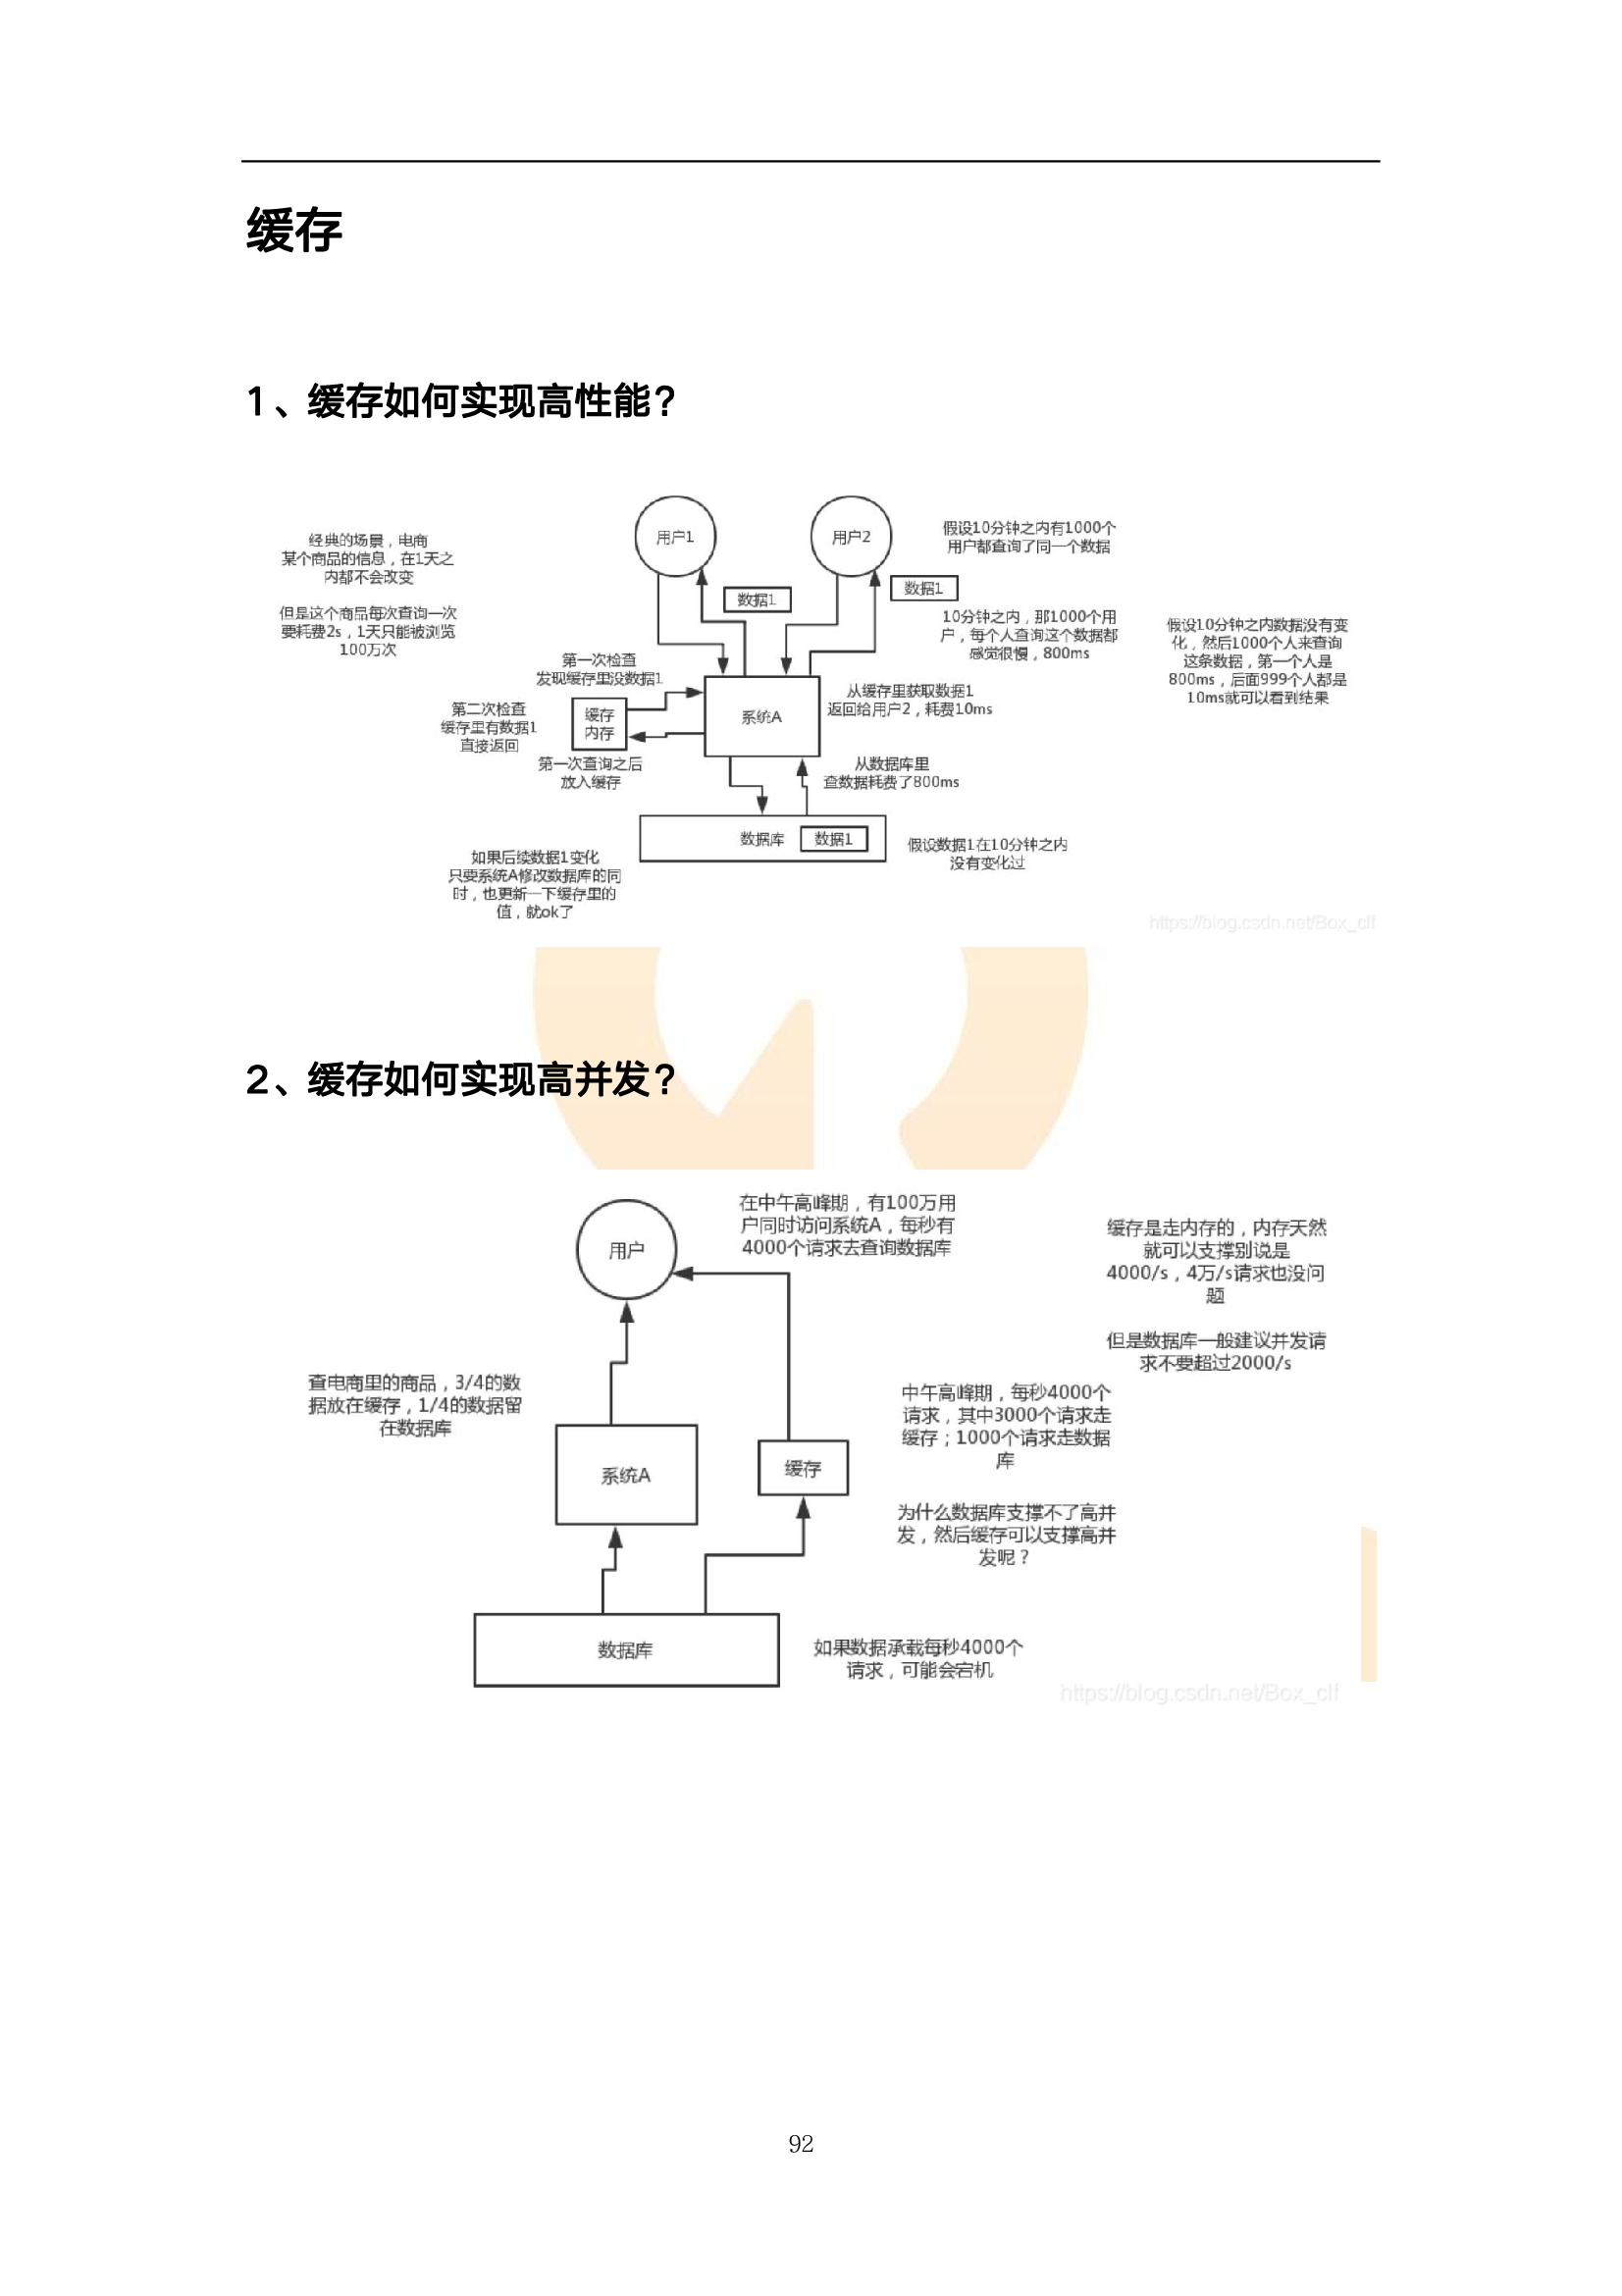 缓存
1、缓存如何实现高性能？
用户1
用户2
假设10分钟之内有1000个
用户都查询了同一个数据
经典的场景，电商
某个商品的信息，在1天之
内都不会改变
但是这个商品每次查询一次
要耗费2s，1天只能被浏览
100万次
数据1
数据1
10分钟之内，那1000个用
户，每个人查询这个数据都
感觉很慢，800ms
假设10分钟之内数据没有变
化，然后1000个人来查询
这条数据，第一个人是
800ms，后面999个人都是
10ms就可以看到结果
第一次检查
发现缓存里没数据1
第二次检查
缓存里有数据1
直接返回
缓存
内存
系统A
从缓存里获取数据1
返回给用户2，耗费10ms
第一次查询之后
放入缓存
从数据库里
查数据耗费了800ms
数据库
数据1
假设数据1在10分钟之内
没有变化过
如果后续数据1变化
只要系统A修改数据库的同
时，也更新一下缓存里的
值，就ok了
https://blog.csdn.net/Box_clf
2、缓存如何实现高并发？
用户
在中午高峰期，有100万用
户同时访问系统A，每秒有
4000个请求去查询数据库
缓存是走内存的，内存天然
就可以支撑别说是
4000/s，4万/s请求也没问
题
但是数据库一般建议并发请
求不要超过2000/s
查电商里的商品，3/4的数
据放在缓存，1/4的数据留
在数据库
中午高峰期，每秒4000个
请求，其中3000个请求走
缓存；1000个请求走数据
库
系统A
缓存
为什么数据库支撑不了高并
发，然后缓存可以支撑高并
发呢？
数据库
如果数据承载每秒4000个
请求，可能会宕机
https://blog.csdn.net/Box_clf
92